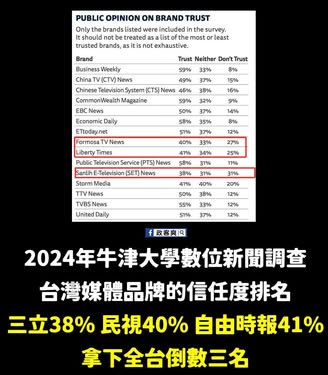 PUBLIC OPINION ON BRAND TRUST
Only the brands listed were included in the survey.
It should not be treated as a list of the most or least
trusted brands, as it is not exhaustive.
Brand Trust Neither Don't Trust
Business Weekly 59% 33% 8%
China TV (CTV) News 49% 37% 15%
Chinese Television System (CTS) News 46% 38% 16%
CommonWealth Magazine 59% 32% 9%
EBC News 50% 37% 14%
Economic Daily 58% 35% 8%
ETtoday.net 51% 37% 12%
Formosa TV News 40% 33% 27%
Liberty Times 41% 34% 25%
Public Television Service (PTS) News 58% 31% 11%
Sanlih E-Television (SET) News 38% 31% 31%
Storm Media 41% 40% 20%
TTV News 50% 38% 12%
TVBS News 55% 33% 12%
United Daily 51% 37% 12%
政客爽
2024年牛津大學數位新聞調查
台灣媒體品牌的信任度排名
三立38% 民視40% 自由時報41%
拿下全台倒數三名